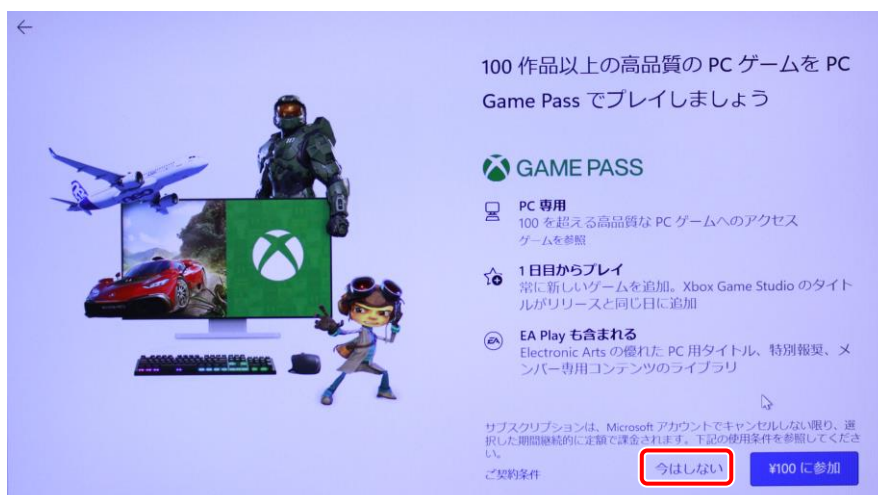 100 作品以上の高品質の PC ゲームを PC
Game Pass でプレイしましょう
GAME PASS
PC 専用
100 を超える高品質な PC ゲームへのアクセス
ゲームを参照
1 日目からプレイ
常に新しいゲームを追加。Xbox Game Studio のタイト
ルがリリースと同じ日に追加
EA Play も含まれる
Electronic Arts の優れた PC 用タイトル、特別報奨、メ
ンバー専用コンテンツのライブラリ
サブスクリプションは、Microsoft アカウントでキャンセルしない限り、選
択した期間継続的に定額で課金されます。下記の使用条件を参照してくださ
い。
ご契約条件
今はしない
¥100 に参加